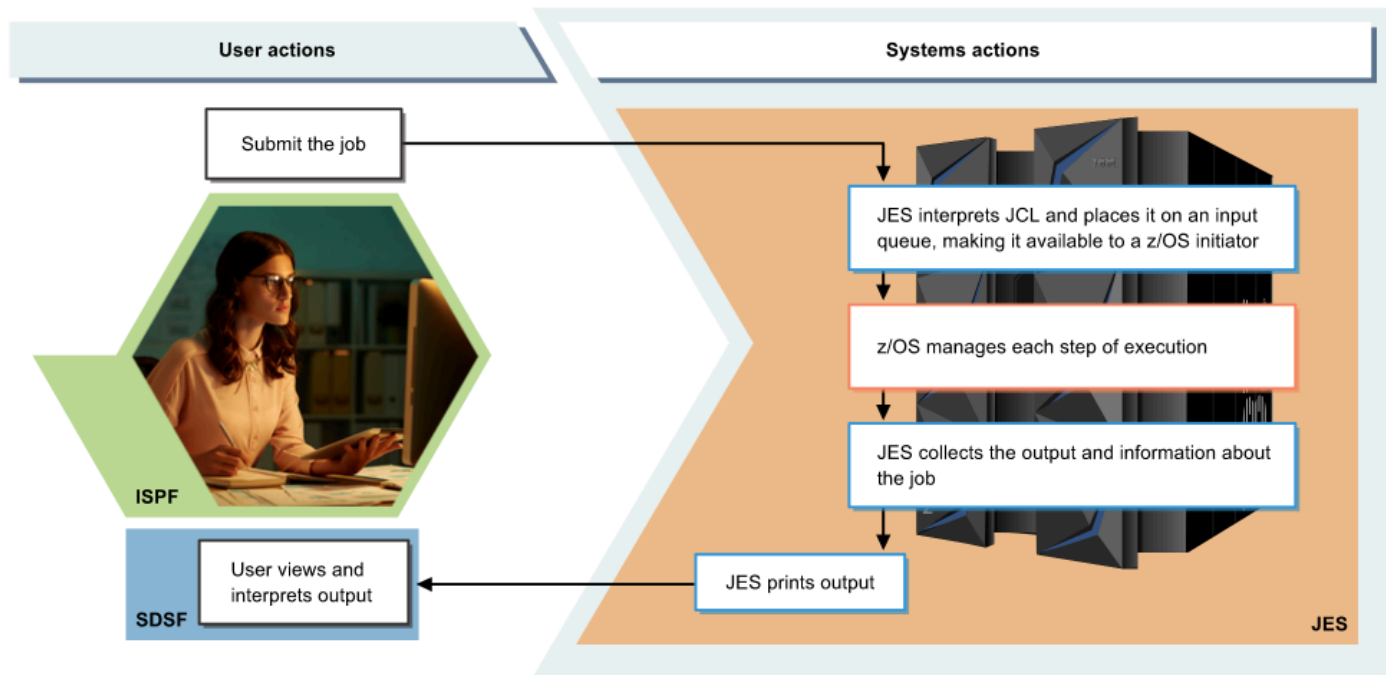 User actions
Systems actions
Submit the job
IBM
JES interprets JCL and places it on an input
queue, making it available to a z/OS initiator
z/OS manages each step of execution
JES collects the output and information about
the job
Z
ISPF
JES prints output
User views and
interprets output
SDSF
JES